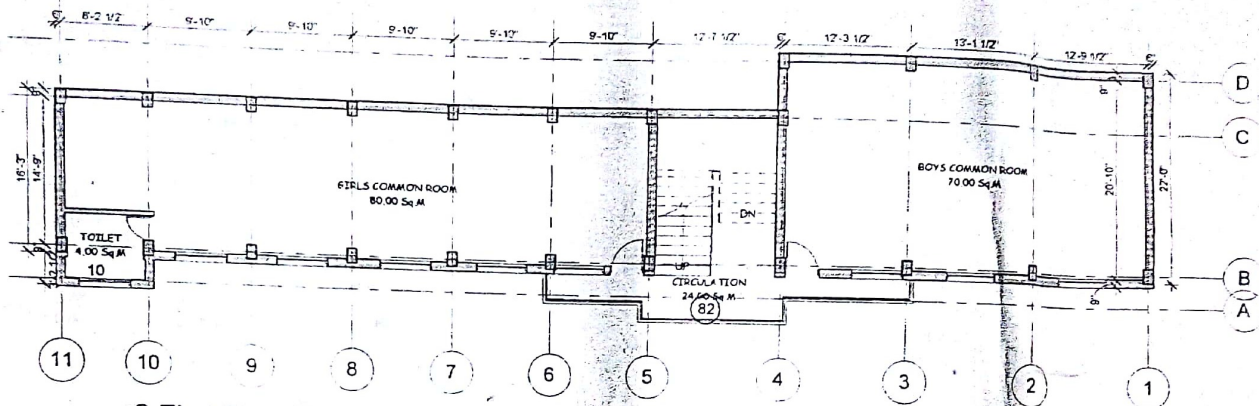 8'-2 1/2"
9'-10"
9'-10"
9'-10"
9'-10"
9'-10"
12'-7 1/2"
12'-3 1/2"
13'-1 1/2"
12'-9 1/2"
D
C
B
A
16'-3"
14'-9"
20'-10"
27'-0"
9"
9"
GIRLS COMMON ROOM
80.00 Sq.M
BOYS COMMON ROOM
70.00 Sq.M
TOILET
4.00 Sq.M
10
DN
UP
CIRCULATION
24.00 Sq.M
82
11
10
9
8
7
6
5
4
3
2
1